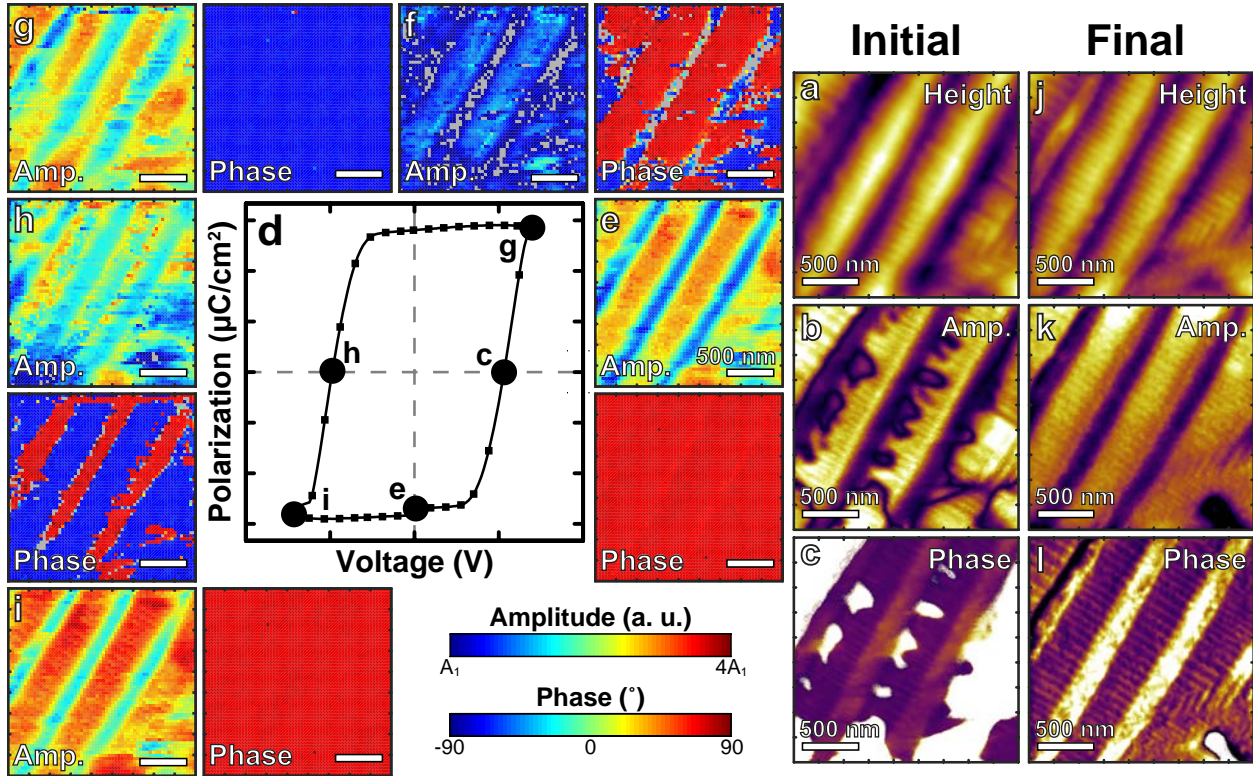 g
Amp.
Phase
f
Amp.
Phase
Initial
Final
a
Height
500 nm
j
Height
500 nm
h
Amp.
Phase
d
g
h
c
i
e
Polarization (µC/cm²)
Voltage (V)
e
Amp.
500 nm
Phase
b
Amp.
500 nm
k
Amp.
500 nm
c
Phase
500 nm
l
Phase
500 nm
i
Amp.
Phase
Amplitude (a. u.)
A₁
4A₁
Phase (°)
-90
0
90